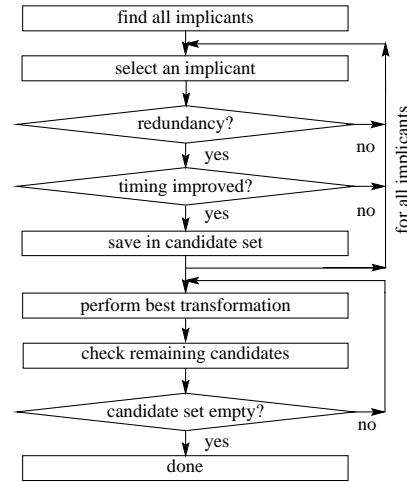 find all implicants
select an implicant
redundancy?
no
yes
timing improved?
no
yes
for all implicants
save in candidate set
perform best transformation
check remaining candidates
candidate set empty?
no
yes
done